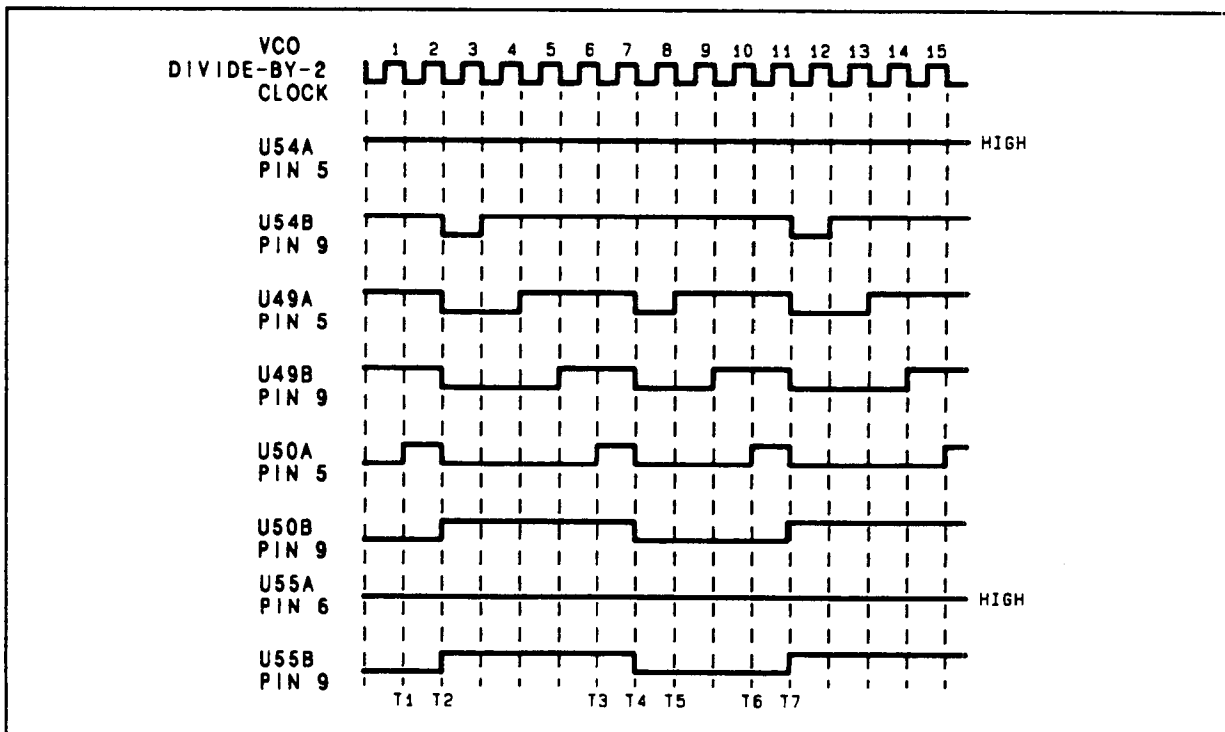 VCO
DIVIDE-BY-2
CLOCK
1 2 3 4 5 6 7 8 9 10 11 12 13 14 15
U54A
PIN 5
HIGH
U54B
PIN 9
U49A
PIN 5
U49B
PIN 9
U50A
PIN 5
U50B
PIN 9
U55A
PIN 6
HIGH
U55B
PIN 9
T1 T2 T3 T4 T5 T6 T7